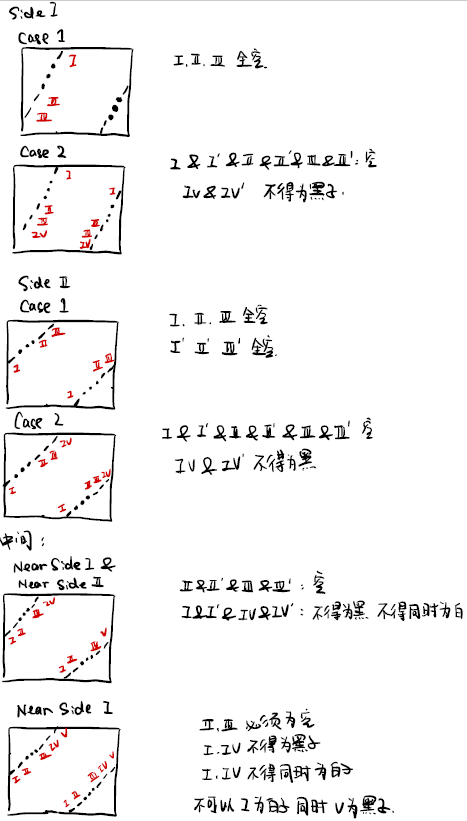 Side I
Case 1
I
III
IV
I. II. III 全空
Case 2
I
II
III
IV
I
II
III
IV
I & I' & II & II' & III & III' : 空
IV & IV' 不得为黑子.
Side II
Case 1
I
II
III
I
II
III
I. II. III 全空
I' II' III' 全空.
Case 2
I
II
III
IV
I
II
III
IV
I & I' & II & II' & III & III' 空
IV & IV' 不得为黑
中间:
Near Side I &
Near Side II
I
II
III
IV
I
II
III
V
II & II' & III & III' : 空
I & I' & IV & IV' : 不得为黑 不得同时为白
Near Side I
I
II
III
IV
V
I
II
III
IV
V
II. III 必须为空
I. IV 不得为黑子
I. IV 不得同时为白子
不可以 I 为白子 同时 V 为黑子.